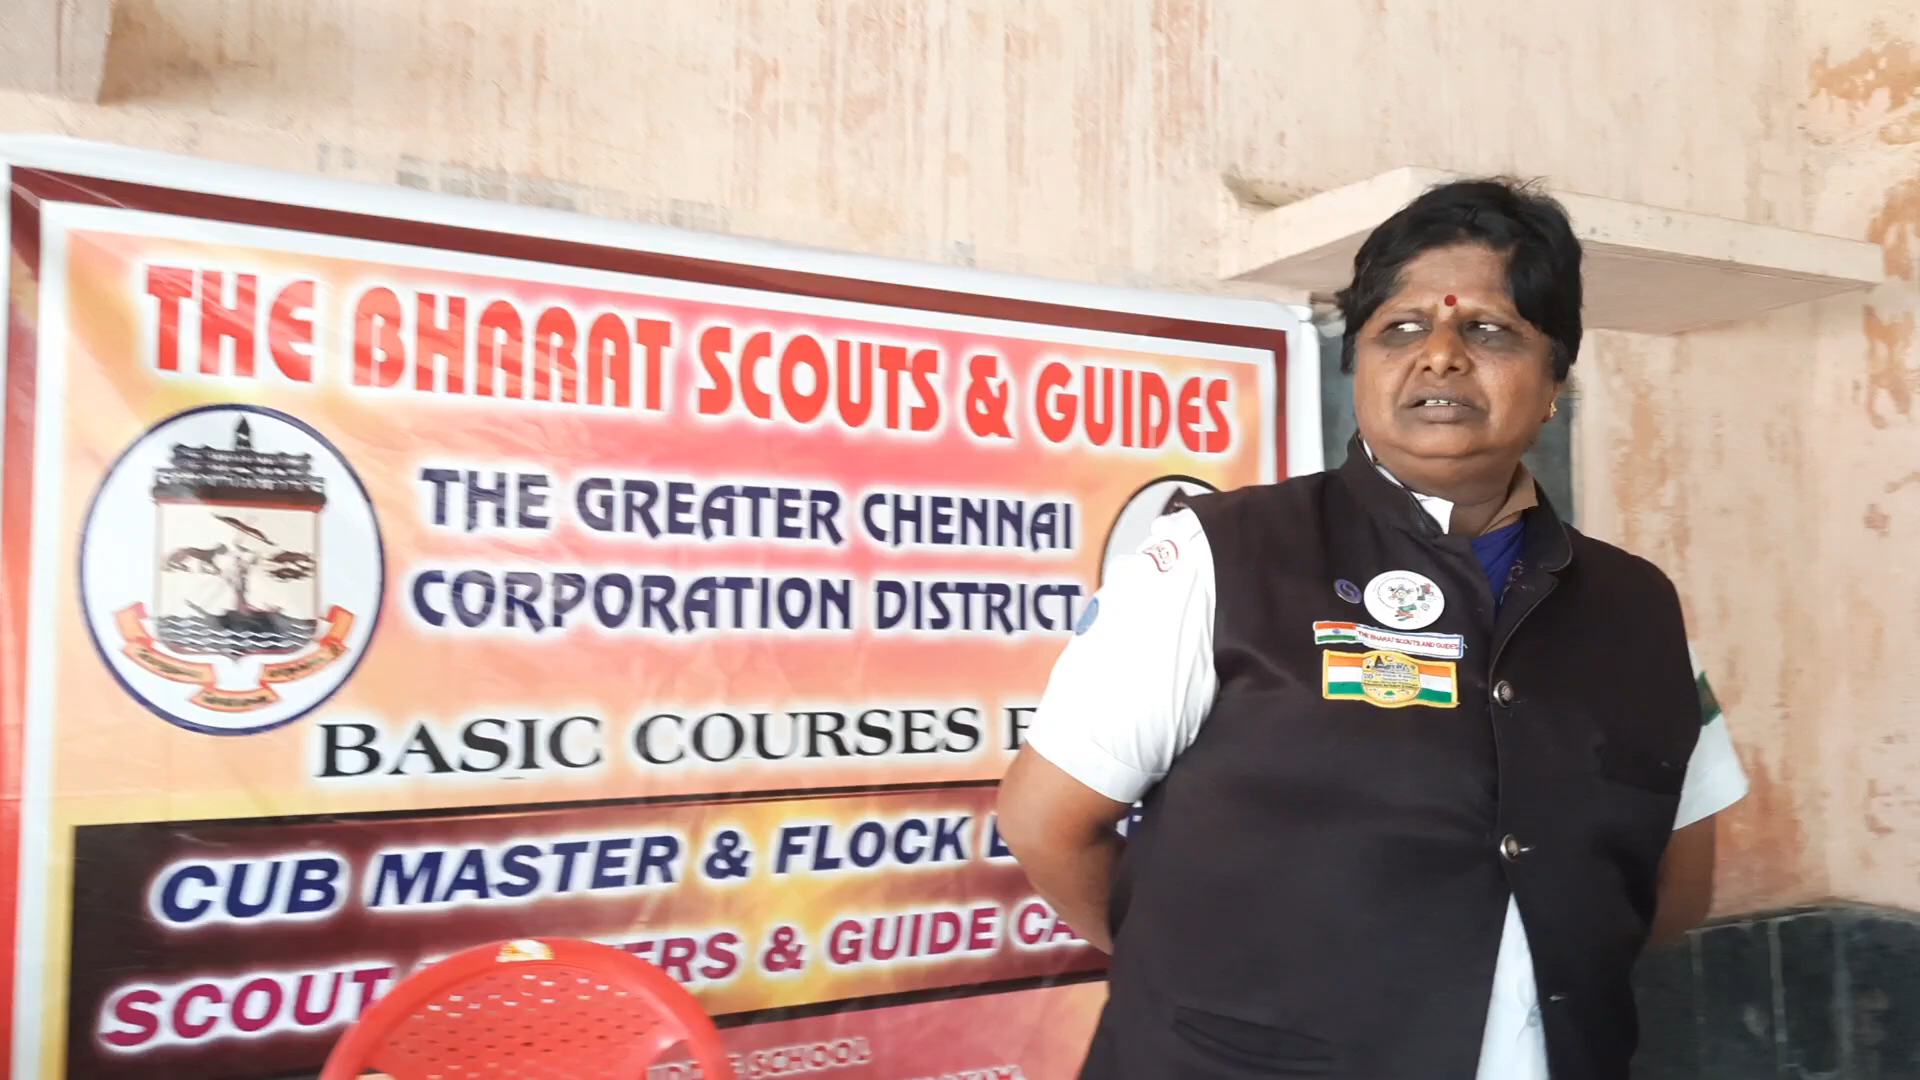 THE BHARAT SCOUTS & GUIDES
THE GREATER CHENNAI
CORPORATION DISTRICT
BASIC COURSES
CUB MASTER & FLOCK
SCOUT & GUIDE
SCHOOL
THE BHARAT SCOUTS AND GUIDES